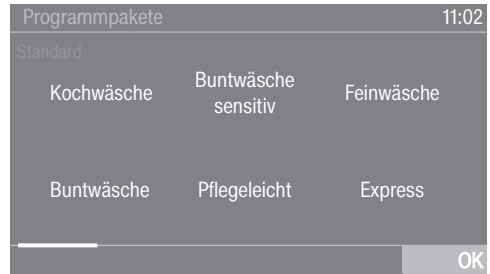 Programmpakete 11:02
Standard
Kochwäsche
Buntwäsche
sensitiv
Feinwäsche
Buntwäsche
Pflegeleicht
Express
OK